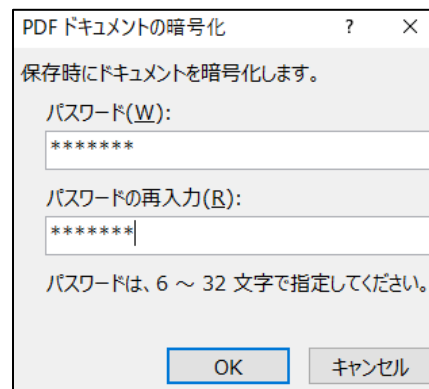 PDF ドキュメントの暗号化 ? ×
保存時にドキュメントを暗号化します。
パスワード(W):
*******
パスワードの再入力(R):
*******
パスワードは、6 ～ 32 文字で指定してください。
OK キャンセル